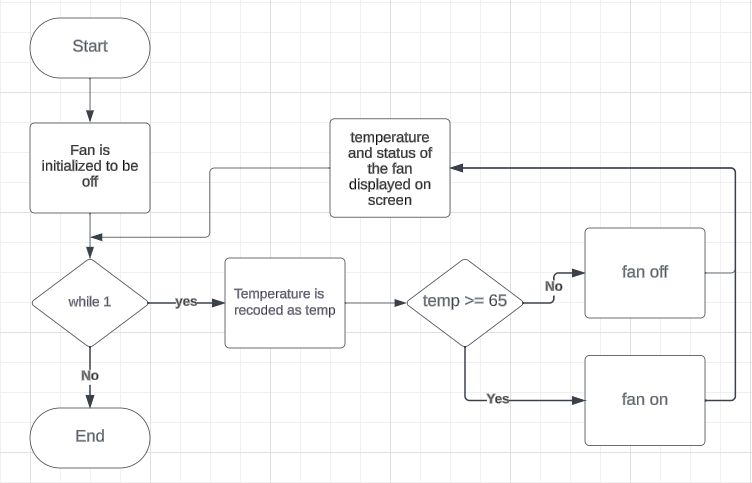 Start
Fan is
initialized to be
off
temperature
and status of
the fan
displayed on
screen
while 1
yes
Temperature is
recoded as temp
temp >= 65
No
fan off
Yes
fan on
No
End